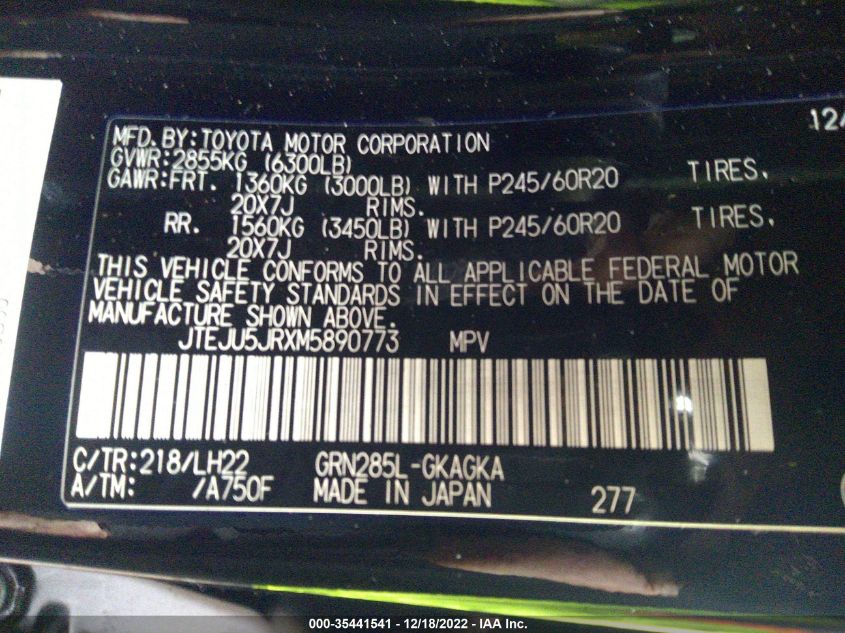 12/
MFD.BY:TOYOTA MOTOR CORPORATION
GVWR:2855KG (6300LB)
GAWR:FRT. 1360KG (3000LB) WITH P245/60R20 TIRES.
20X7J RIMS.
RR. 1560KG (3450LB) WITH P245/60R20 TIRES.
20X7J RIMS.
THIS VEHICLE CONFORMS TO ALL APPLICABLE FEDERAL MOTOR
VEHICLE SAFETY STANDARDS IN EFFECT ON THE DATE OF
MANUFACTURE SHOWN ABOVE.
JTEJU5JRXM5890773 MPV
C/TR:218/LH22 GRN285L-GKAGKA
A/TM: /A750F MADE IN JAPAN 277
000-35441541 - 12/18/2022 - IAA Inc.